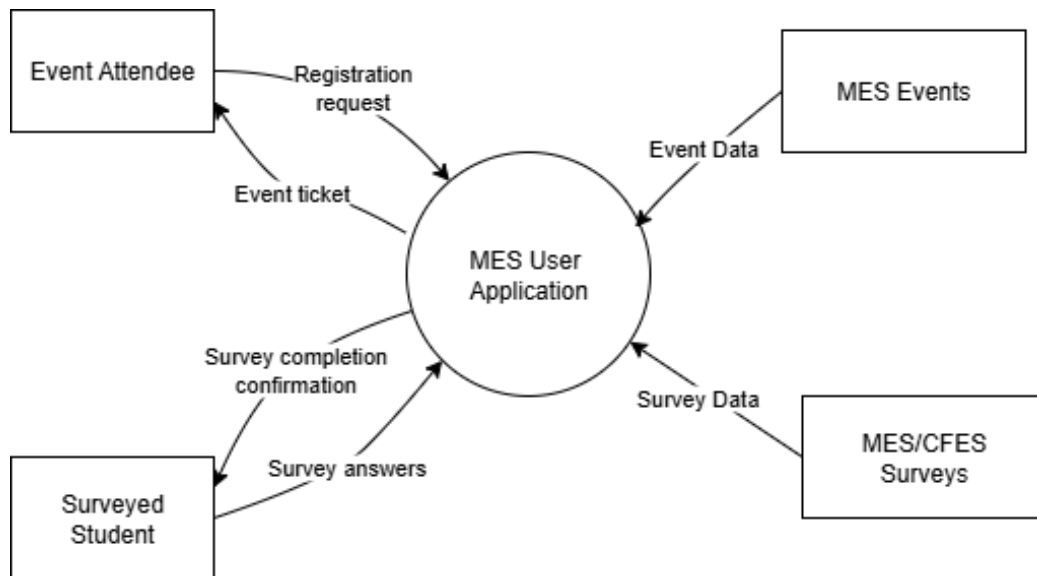 Event Attendee
Registration
request
MES Events
Event Data
Event ticket
MES User
Application
Survey completion
confirmation
Survey Data
MES/CFES
Surveys
Survey answers
Surveyed
Student